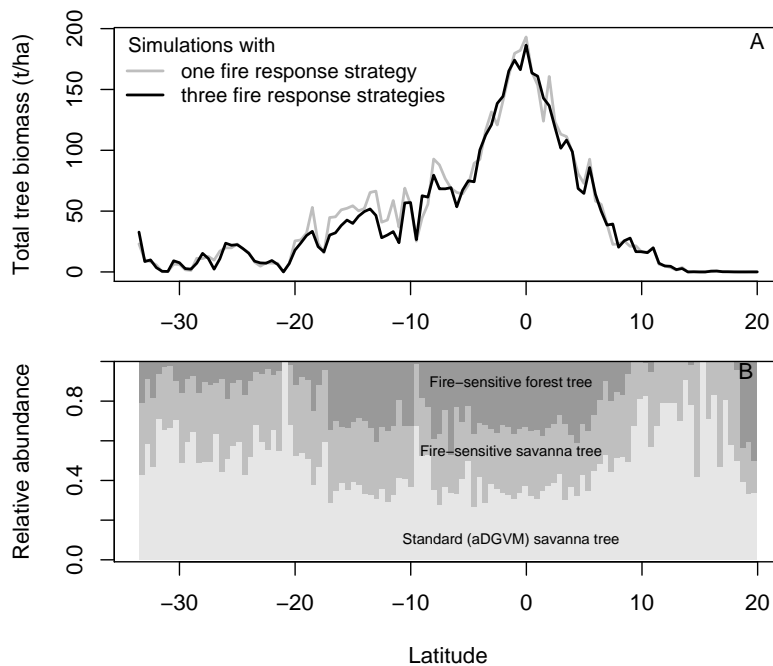 A
Simulations with
one fire response strategy
three fire response strategies
Total tree biomass (t/ha)
200
150
100
50
0
−30 −20 −10 0 10 20
B
Fire−sensitive forest tree
Fire−sensitive savanna tree
Standard (aDGVM) savanna tree
Relative abundance
0.8
0.4
0.0
−30 −20 −10 0 10 20
Latitude